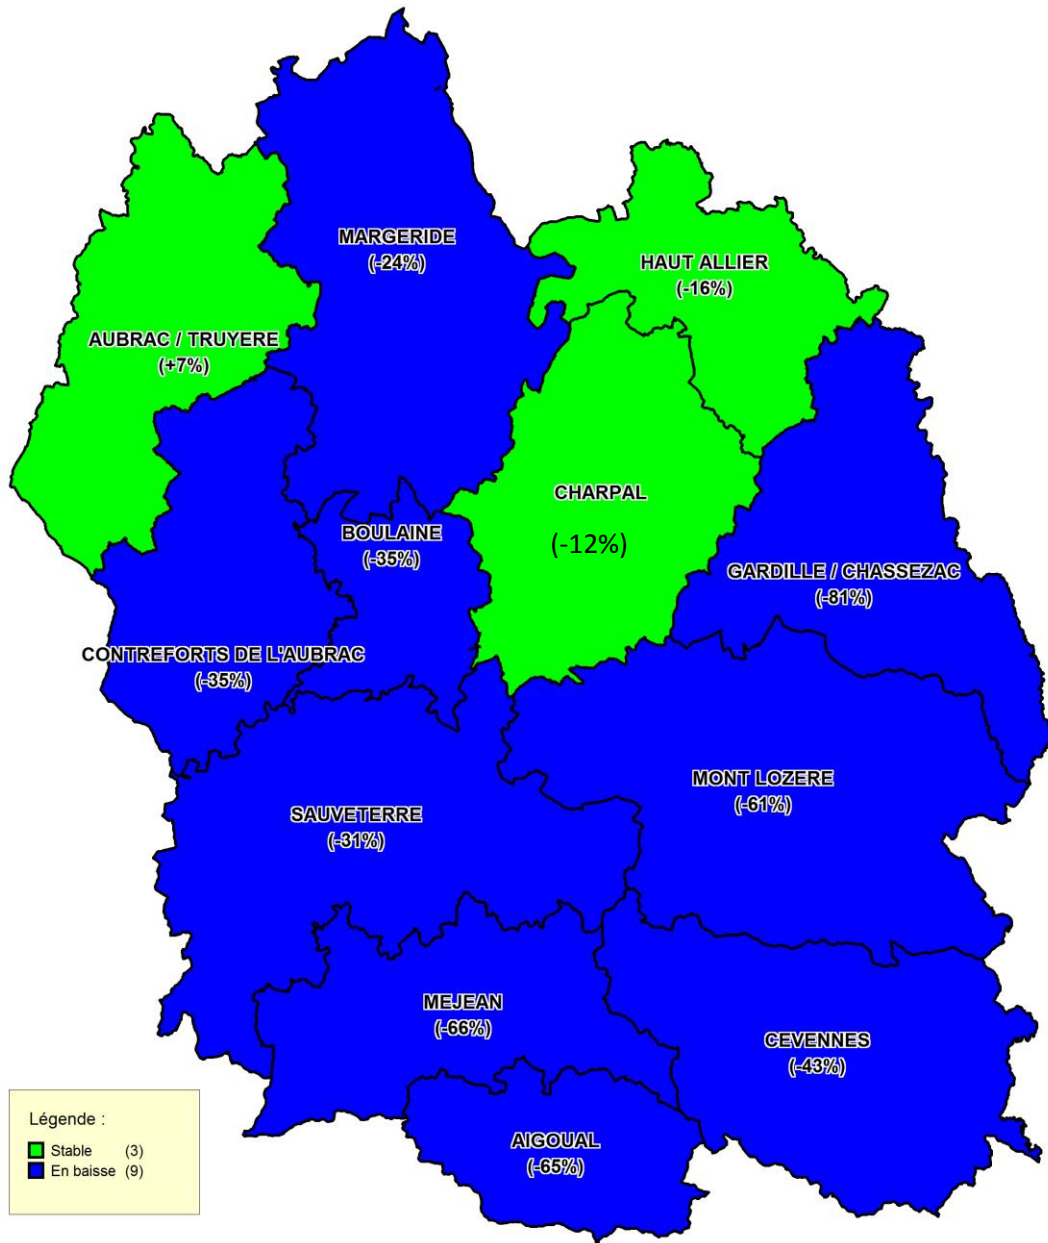 MARGERIDE
(-24%)
HAUT ALLIER
(-16%)
AUBRAC / TRUYERE
(+7%)
CHARPAL
(-12%)
BOULAINE
(-35%)
GARDILLE / CHASSEZAC
(-81%)
CONTREFORTS DE L'AUBRAC
(-35%)
MONT LOZERE
(-61%)
SAUVETERRE
(-31%)
MEJEAN
(-66%)
CEVENNES
(-43%)
AIGOUAL
(-65%)
Légende :
Stable (3)
En baisse (9)